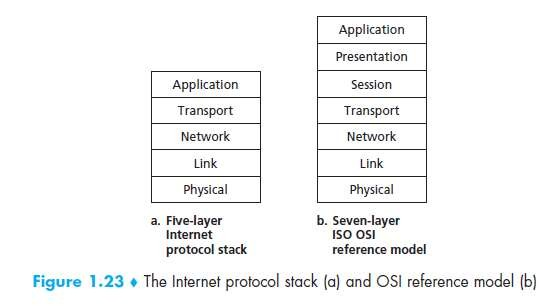 Application
Transport
Network
Link
Physical
a. Five-layer
Internet
protocol stack
Application
Presentation
Session
Transport
Network
Link
Physical
b. Seven-layer
ISO OSI
reference model
Figure 1.23 ♦ The Internet protocol stack (a) and OSI reference model (b)